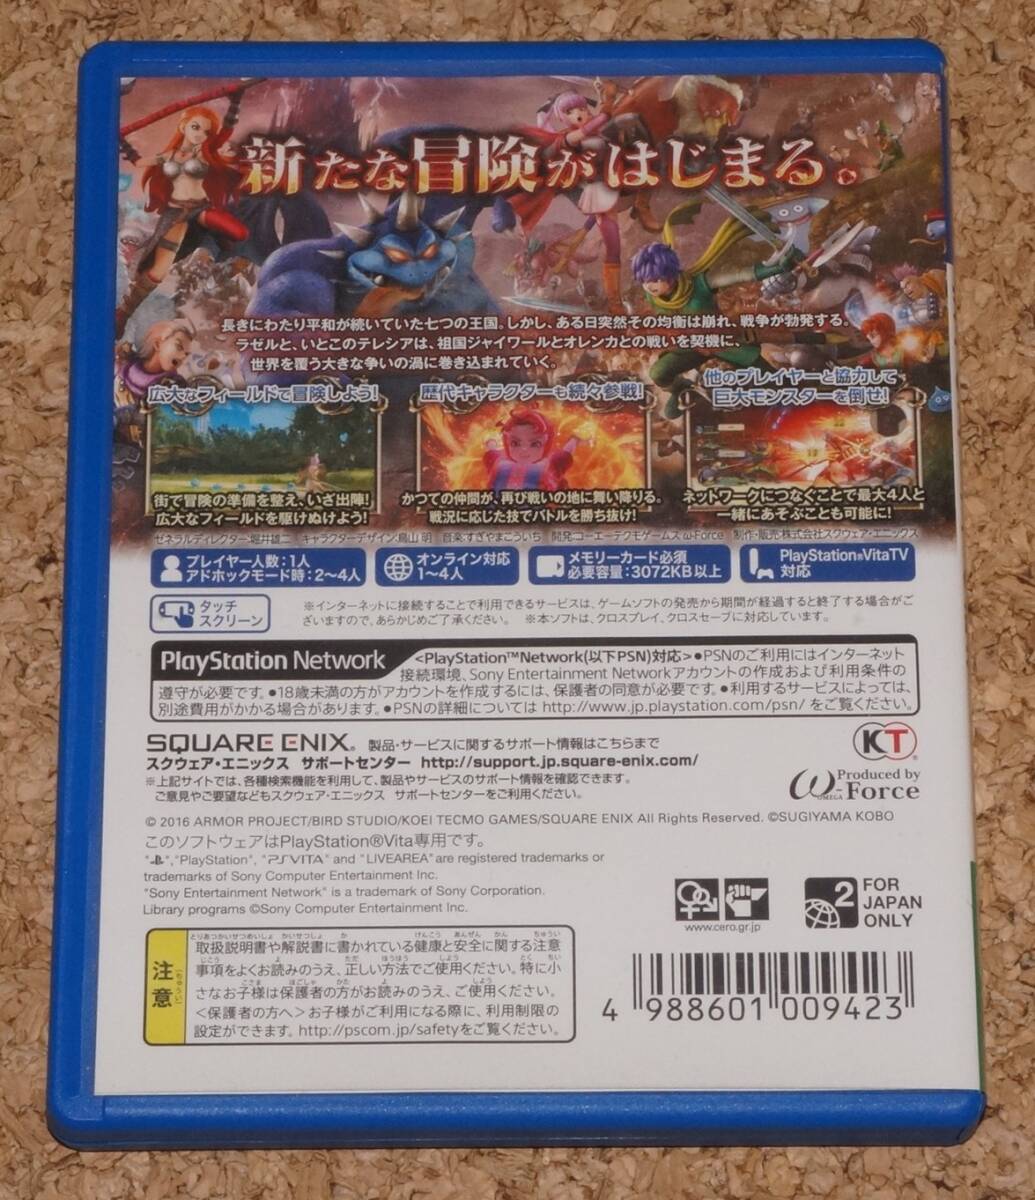 新たな冒険がはじまる。
長きにわたり平和が続いていた七つの王国。しかし、ある日突然その均衡は崩れ、戦争が勃発する。
ラゼルと、いとこのテレシアは、祖国ジャイワールとオレンカとの戦いを契機に、
世界を覆う大きな争いの渦に巻き込まれていく。
広大なフィールドで冒険しよう!
街で冒険の準備を整え、いざ出陣!
広大なフィールドを駆けぬけよう!
歴代キャラクターも続々参戦!
かつての仲間が、再び戦いの地に舞い降りる。
戦況に応じた技でバトルを勝ち抜け!
他のプレイヤーと協力して
巨大モンスターを倒せ!
ネットワークにつなぐことで最大4人と
一緒にあそぶことも可能に!
ゼネラルディレクター:堀井雄二 キャラクターデザイン:鳥山 明 音楽:すぎやまこういち 開発:コーエーテクモゲームス ω-Force 制作・販売:株式会社スクウェア・エニックス
プレイヤー人数:1人
アドホックモード時:2~4人
オンライン対応
1~4人
メモリーカード必須
必要容量:3072KB以上
PlayStation®VitaTV
対応
タッチ
スクリーン
※インターネットに接続することで利用できるサービスは、ゲームソフトの発売から期間が経過すると終了する場合がご
ざいますので、あらかじめご了承ください。 ※本ソフトは、クロスプレイ、クロスセーブに対応しています。
PlayStation Network <PlayStation™Network(以下PSN)対応>●PSNのご利用にはインターネット
接続環境、Sony Entertainment Networkアカウントの作成および利用条件の
遵守が必要です。●18歳未満の方がアカウントを作成するには、保護者の同意が必要です。●利用するサービスによっては、
別途費用がかかる場合があります。●PSNの詳細については http://www.jp.playstation.com/psn/ をご覧ください。
SQUARE ENIX® 製品・サービスに関するサポート情報はこちらまで
スクウェア・エニックス サポートセンター http://support.jp.square-enix.com/
※上記サイトでは、各種検索機能を利用して、製品やサービスのサポート情報を確認できます。
ご意見やご要望などもスクウェア・エニックス サポートセンターをご利用ください。
KT
Produced by
ω-Force
OMEGA
© 2016 ARMOR PROJECT/BIRD STUDIO/KOEI TECMO GAMES/SQUARE ENIX All Rights Reserved. ©SUGIYAMA KOBO
このソフトウェアはPlayStation®Vita専用です。
"", "PlayStation", "PSVITA" and "LIVEAREA" are registered trademarks or
trademarks of Sony Computer Entertainment Inc.
"Sony Entertainment Network" is a trademark of Sony Corporation.
Library programs ©Sony Computer Entertainment Inc.
www.cero.gr.jp
2
FOR
JAPAN
ONLY
注意
取扱説明書や解説書に書かれている健康と安全に関する注意
事項をよくお読みのうえ、正しい方法でご使用ください。特に小
さなお子様は保護者の方がお読みのうえ、ご使用ください。
<保護者の方へ>お子様がご利用になる際に、利用制限の
設定ができます。http://pscom.jp/safetyをご覧ください。
4 988601 009423